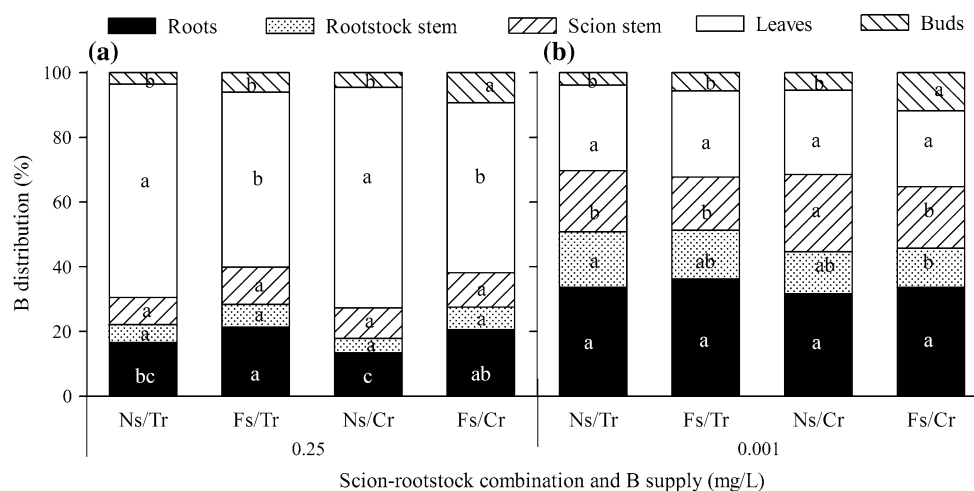 Roots Rootstock stem Scion stem Leaves Buds
(a) (b)
B distribution (%)
100
80
60
40
20
0
b b b a b b b a
a b a b a a a a
a a a a b b a b
a a a a a ab ab b
bc a c ab a a a a
Ns/Tr Fs/Tr Ns/Cr Fs/Cr Ns/Tr Fs/Tr Ns/Cr Fs/Cr
0.25 0.001
Scion-rootstock combination and B supply (mg/L)